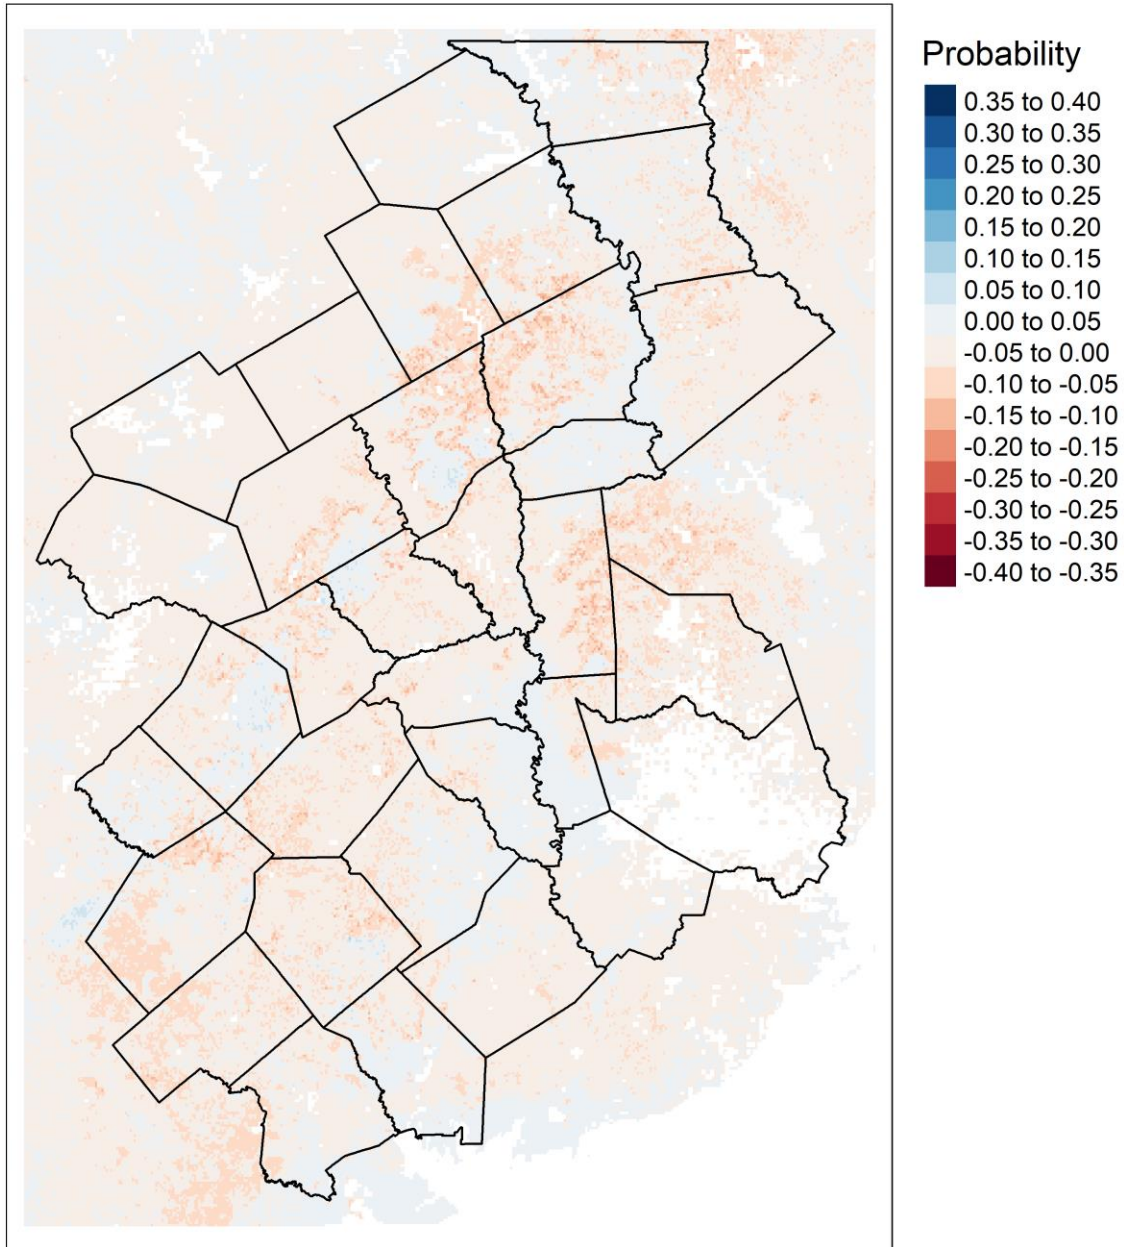 Probability
0.35 to 0.40
0.30 to 0.35
0.25 to 0.30
0.20 to 0.25
0.15 to 0.20
0.10 to 0.15
0.05 to 0.10
0.00 to 0.05
-0.05 to 0.00
-0.10 to -0.05
-0.15 to -0.10
-0.20 to -0.15
-0.25 to -0.20
-0.30 to -0.25
-0.35 to -0.30
-0.40 to -0.35